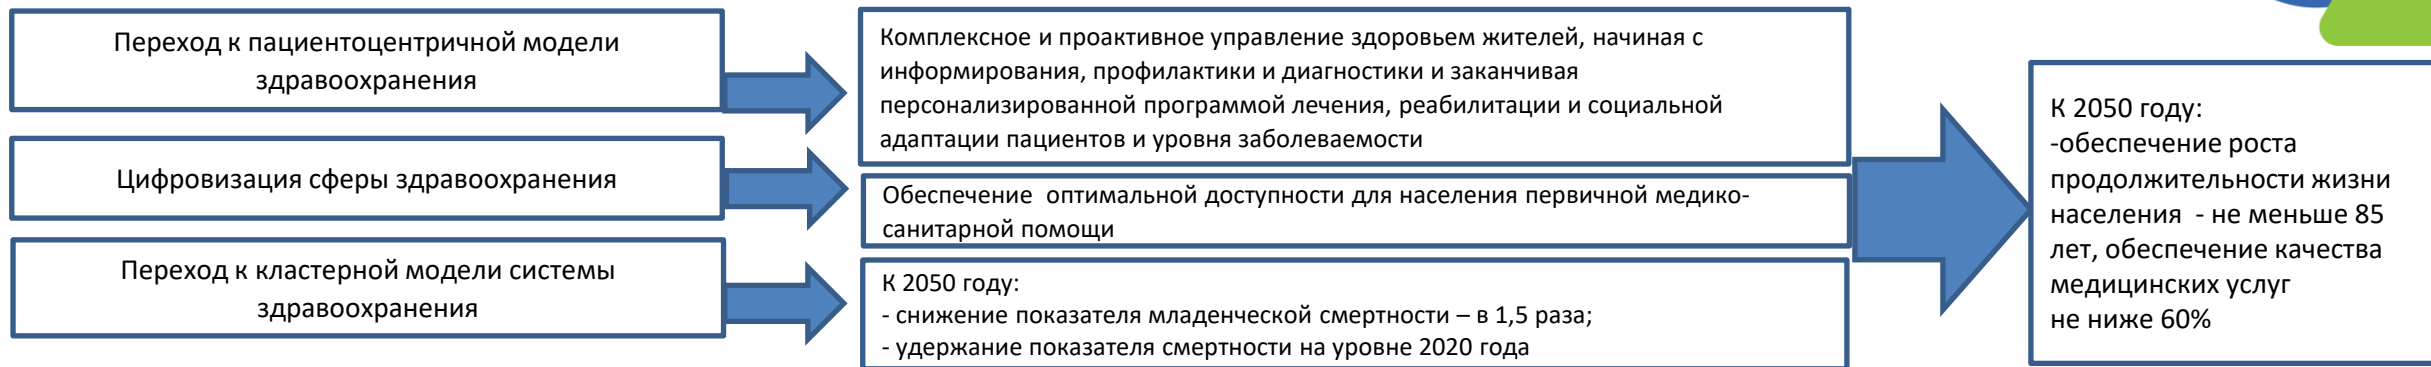 Переход к пациентоцентричной модели
здравоохранения
Комплексное и проактивное управление здоровьем жителей, начиная с
информирования, профилактики и диагностики и заканчивая
персонализированной программой лечения, реабилитации и социальной
адаптации пациентов и уровня заболеваемости
Цифровизация сферы здравоохранения
Обеспечение  оптимальной доступности для населения первичной медико-
санитарной помощи
Переход к кластерной модели системы
здравоохранения
К 2050 году:
- снижение показателя младенческой смертности – в 1,5 раза;
- удержание показателя смертности на уровне 2020 года
К 2050 году:
-обеспечение роста
продолжительности жизни
населения  - не меньше 85
лет, обеспечение качества
медицинских услуг
не ниже 60%